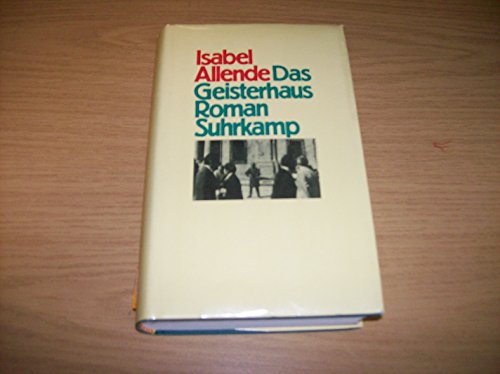 Isabel
Allende Das
Geisterhaus
Roman
Suhrkamp